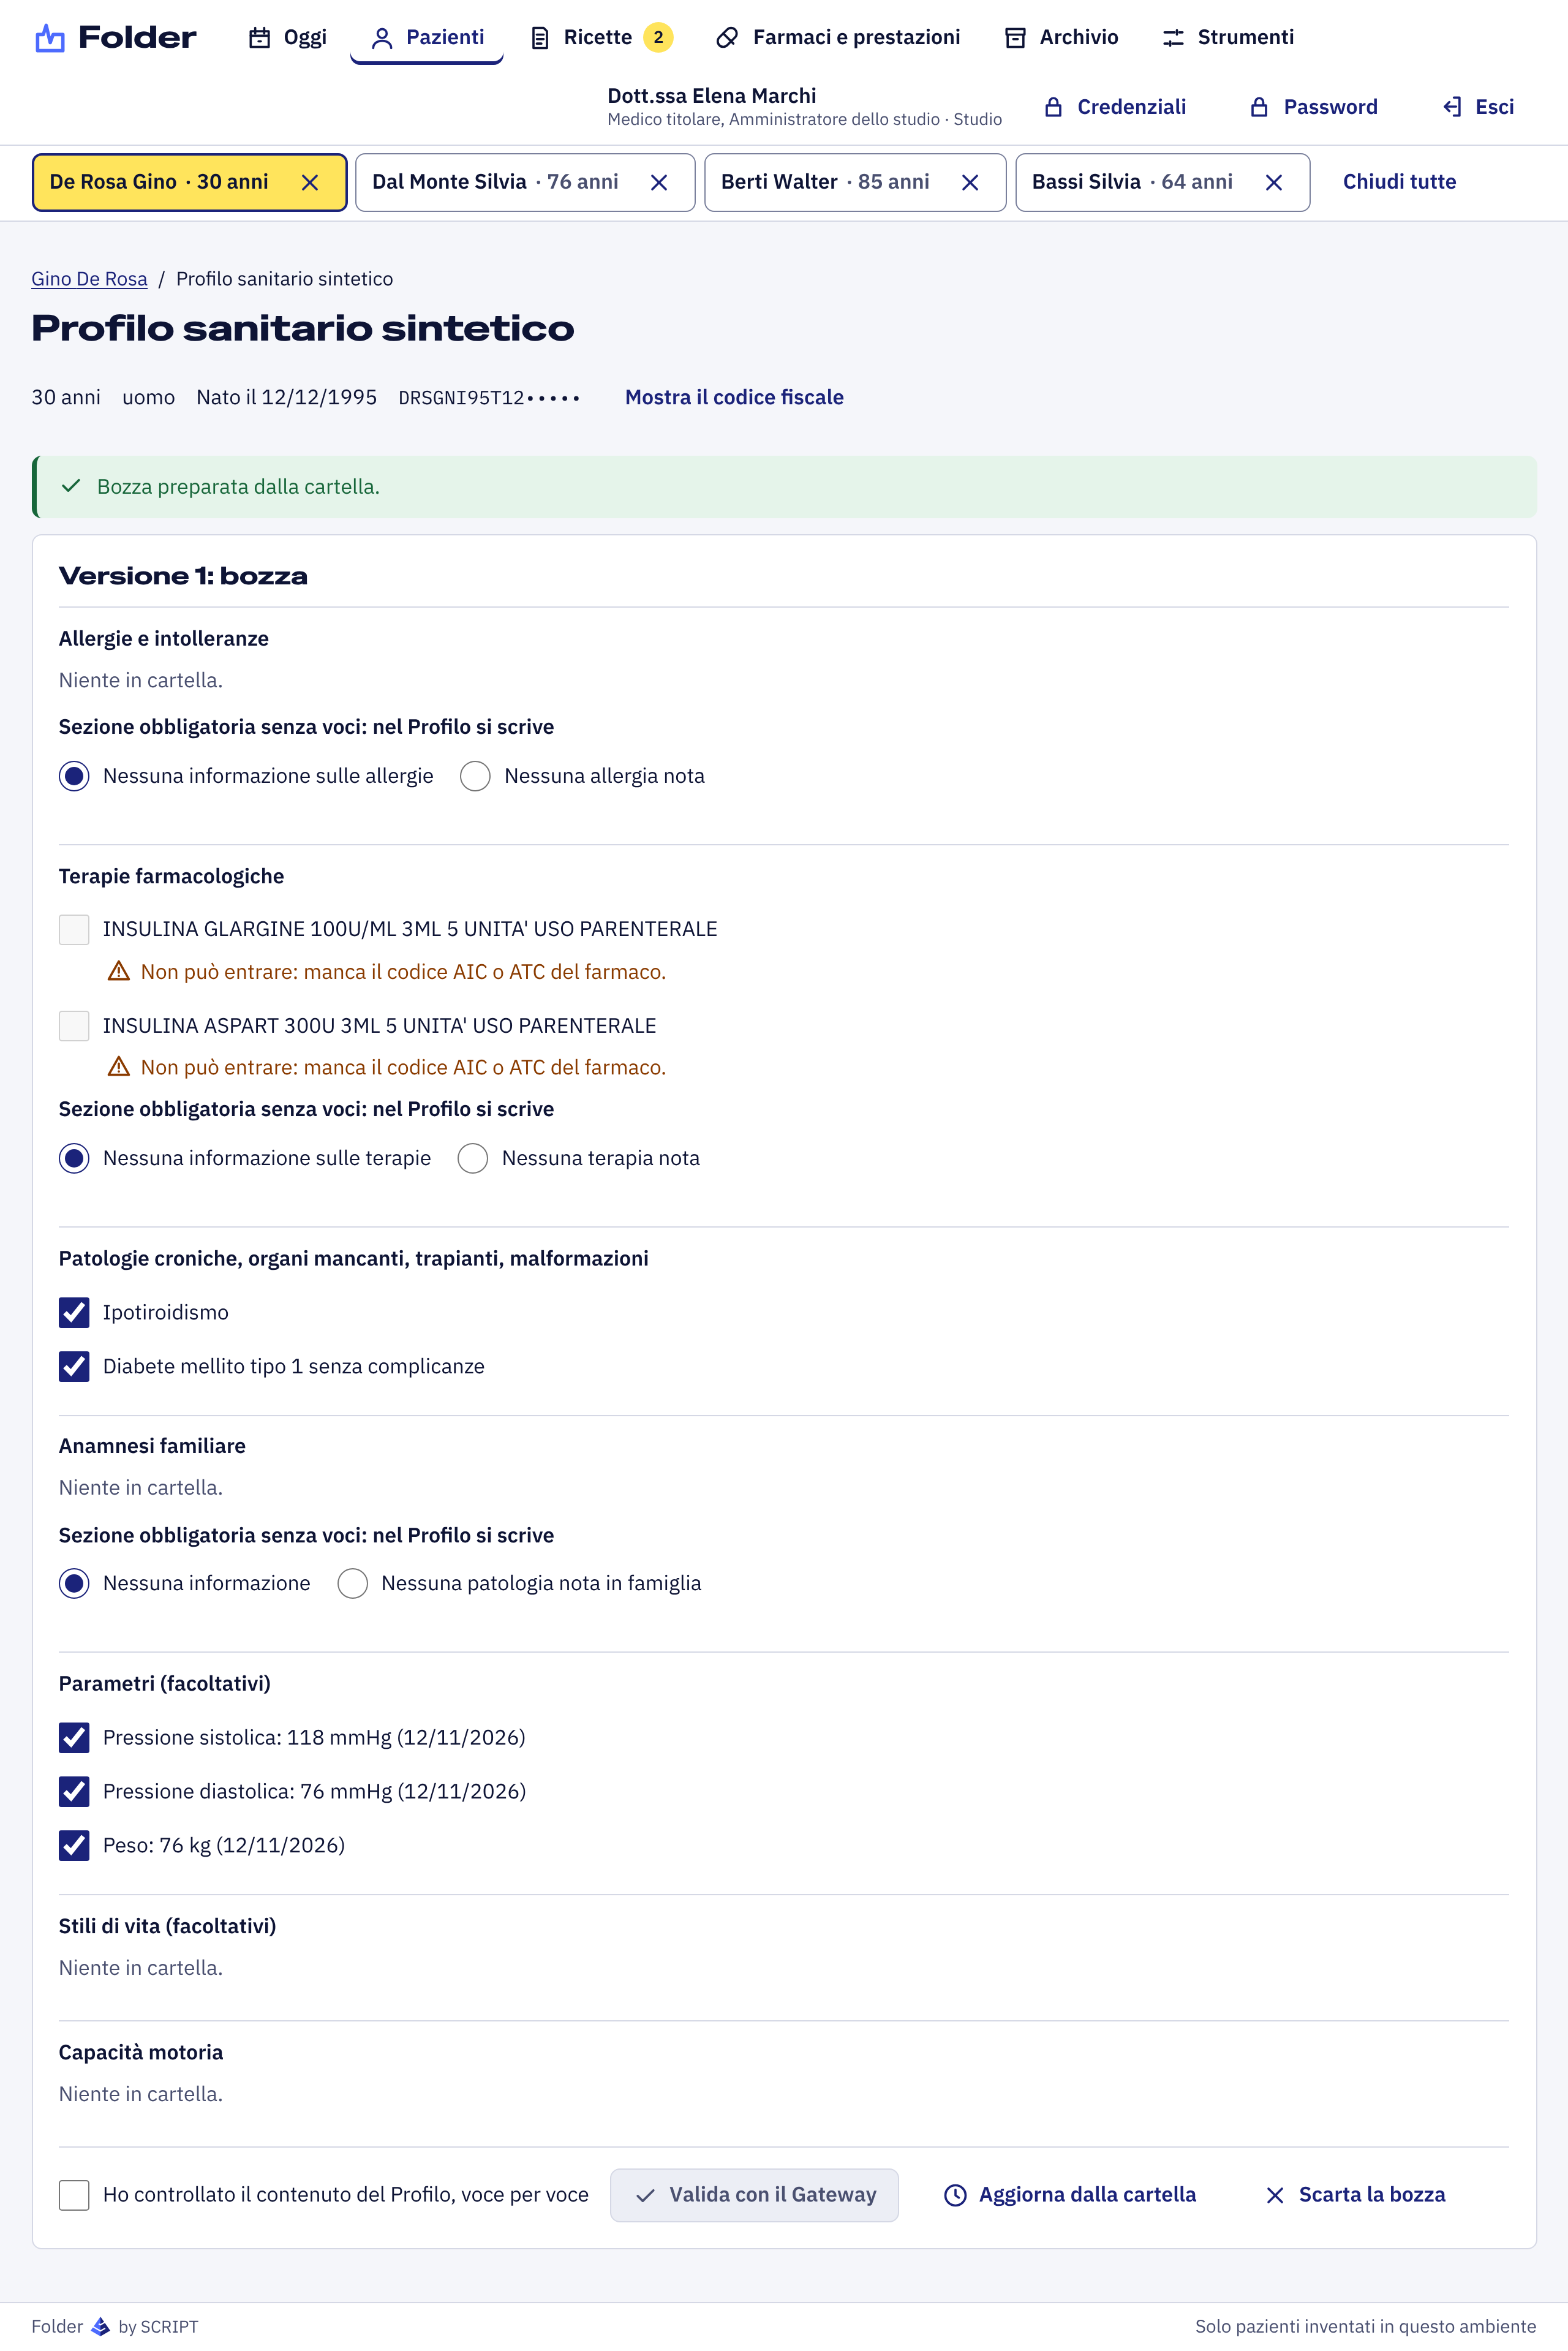 Folder
Oggi
Pazienti
Ricette 2
Farmaci e prestazioni
Archivio
Strumenti
Dott.ssa Elena Marchi
Medico titolare, Amministratore dello studio · Studio
Credenziali
Password
Esci
De Rosa Gino · 30 anni
Dal Monte Silvia · 76 anni
Berti Walter · 85 anni
Bassi Silvia · 64 anni
Chiudi tutte
Gino De Rosa / Profilo sanitario sintetico
Profilo sanitario sintetico
30 anni uomo Nato il 12/12/1995 DRSGNI95T12••••• Mostra il codice fiscale
Bozza preparata dalla cartella.
Versione 1: bozza
Allergie e intolleranze
Niente in cartella.
Sezione obbligatoria senza voci: nel Profilo si scrive
Nessuna informazione sulle allergie
Nessuna allergia nota
Terapie farmacologiche
INSULINA GLARGINE 100U/ML 3ML 5 UNITA' USO PARENTERALE
Non può entrare: manca il codice AIC o ATC del farmaco.
INSULINA ASPART 300U 3ML 5 UNITA' USO PARENTERALE
Non può entrare: manca il codice AIC o ATC del farmaco.
Sezione obbligatoria senza voci: nel Profilo si scrive
Nessuna informazione sulle terapie
Nessuna terapia nota
Patologie croniche, organi mancanti, trapianti, malformazioni
Ipotiroidismo
Diabete mellito tipo 1 senza complicanze
Anamnesi familiare
Niente in cartella.
Sezione obbligatoria senza voci: nel Profilo si scrive
Nessuna informazione
Nessuna patologia nota in famiglia
Parametri (facoltativi)
Pressione sistolica: 118 mmHg (12/11/2026)
Pressione diastolica: 76 mmHg (12/11/2026)
Peso: 76 kg (12/11/2026)
Stili di vita (facoltativi)
Niente in cartella.
Capacità motoria
Niente in cartella.
Ho controllato il contenuto del Profilo, voce per voce
Valida con il Gateway
Aggiorna dalla cartella
Scarta la bozza
Folder by SCRIPT
Solo pazienti inventati in questo ambiente